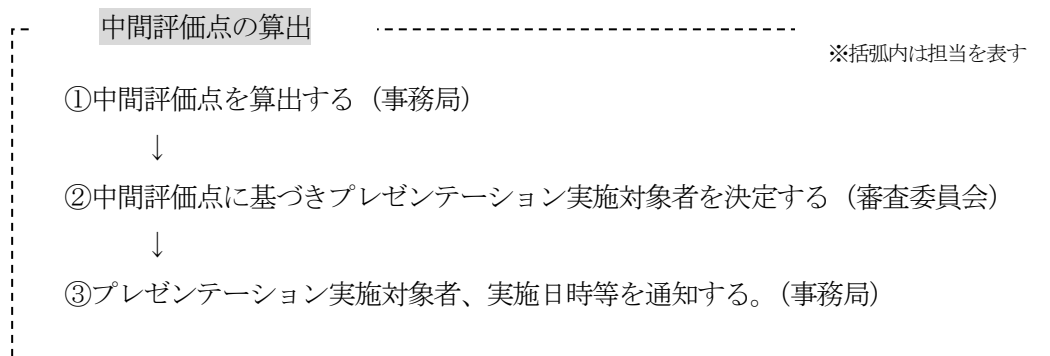 中間評価点の算出
※括弧内は担当を表す
①中間評価点を算出する（事務局）
↓
②中間評価点に基づきプレゼンテーション実施対象者を決定する（審査委員会）
↓
③プレゼンテーション実施対象者、実施日時等を通知する。（事務局）